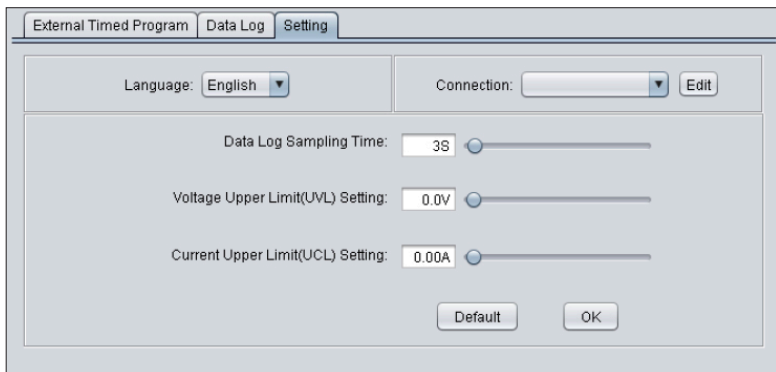 External Timed Program Data Log Setting
Language: English Connection: Edit
Data Log Sampling Time: 3S
Voltage Upper Limit(UVL) Setting: 0.0V
Current Upper Limit(UCL) Setting: 0.00A
Default OK